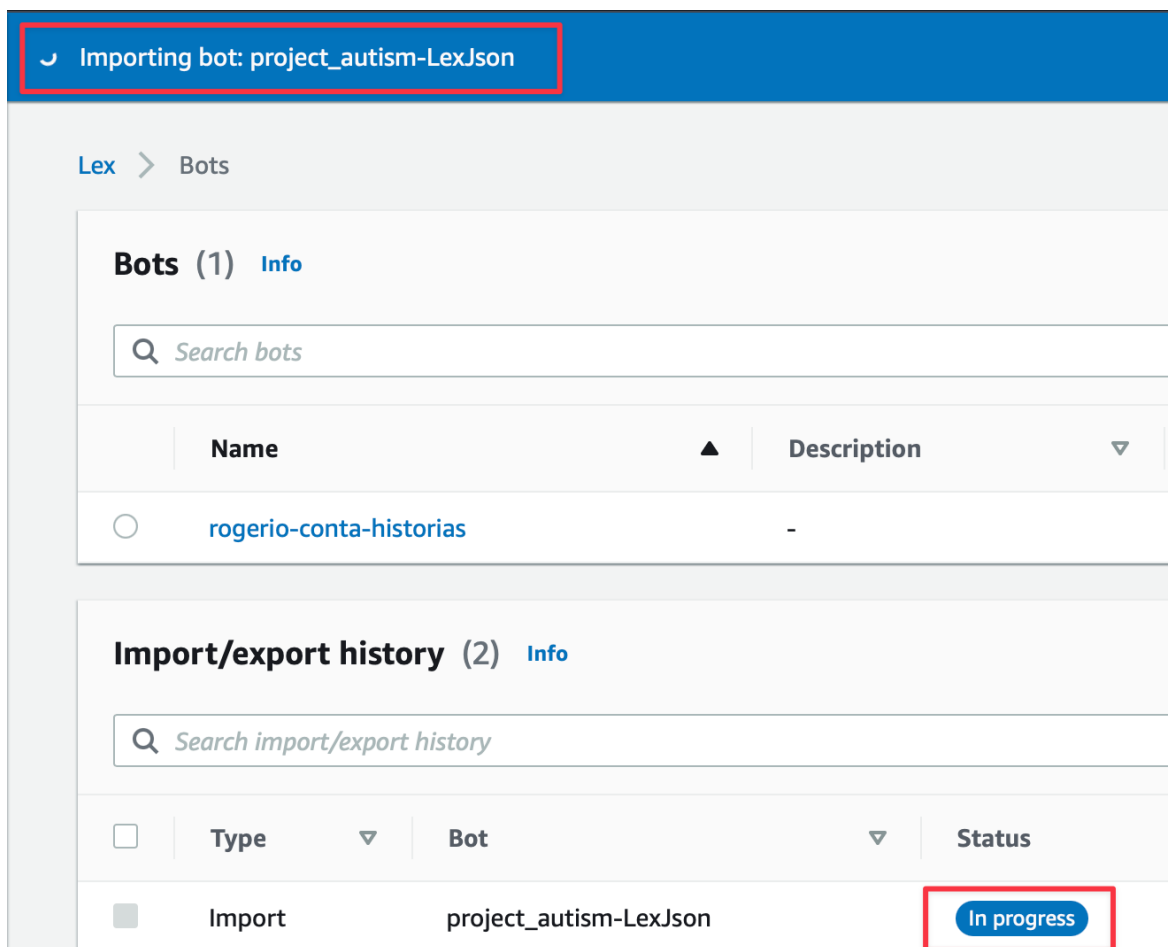 Importing bot: project_autism-LexJson
Lex > Bots
Bots (1) Info
Search bots
Name Description
rogerio-conta-historias -
Import/export history (2) Info
Search import/export history
Type Bot Status
Import project_autism-LexJson In progress